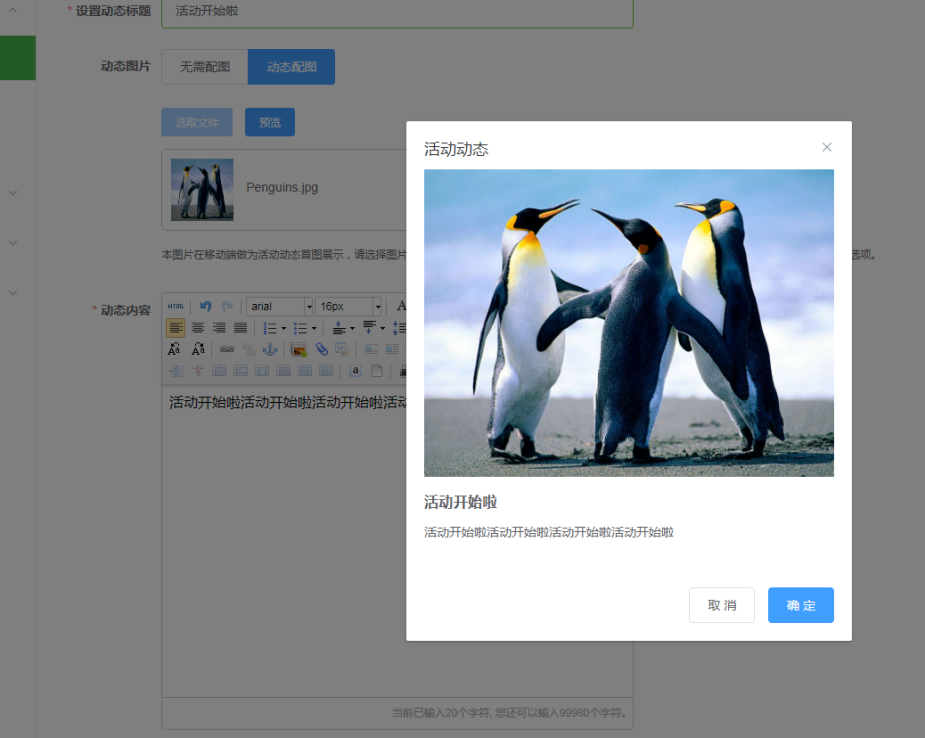 * 设置动态标题
活动开始啦
动态图片
无需配图
动态配图
选取文件
预览
Penguins.jpg
本图片在移动端做为活动动态首图展示，请选择图片
选项。
* 动态内容
HTML
arial
16px
A
活动开始啦活动开始啦活动开始啦活动
当前已输入20个字符, 您还可以输入99980个字符。
活动动态
活动开始啦
活动开始啦活动开始啦活动开始啦活动开始啦
取 消
确 定